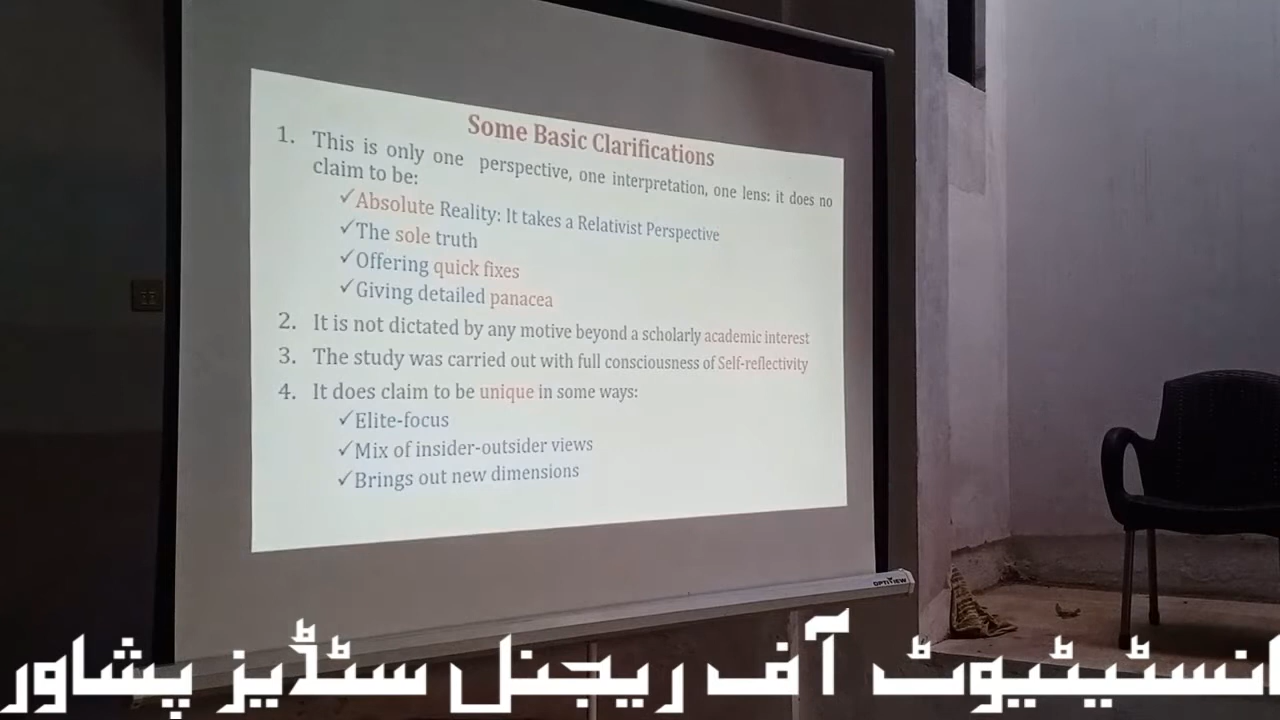 Some Basic Clarifications
1. This is only one perspective, one interpretation, one lens: it does no
claim to be:
✓Absolute Reality: It takes a Relativist Perspective
✓The sole truth
✓Offering quick fixes
✓Giving detailed panacea
2. It is not dictated by any motive beyond a scholarly academic interest
3. The study was carried out with full consciousness of Self-reflectivity
4. It does claim to be unique in some ways:
✓Elite-focus
✓Mix of insider-outsider views
✓Brings out new dimensions
OPTIVIEW
انسٹیٹیوٹ آف ریجنل سٹڈیز پشاور